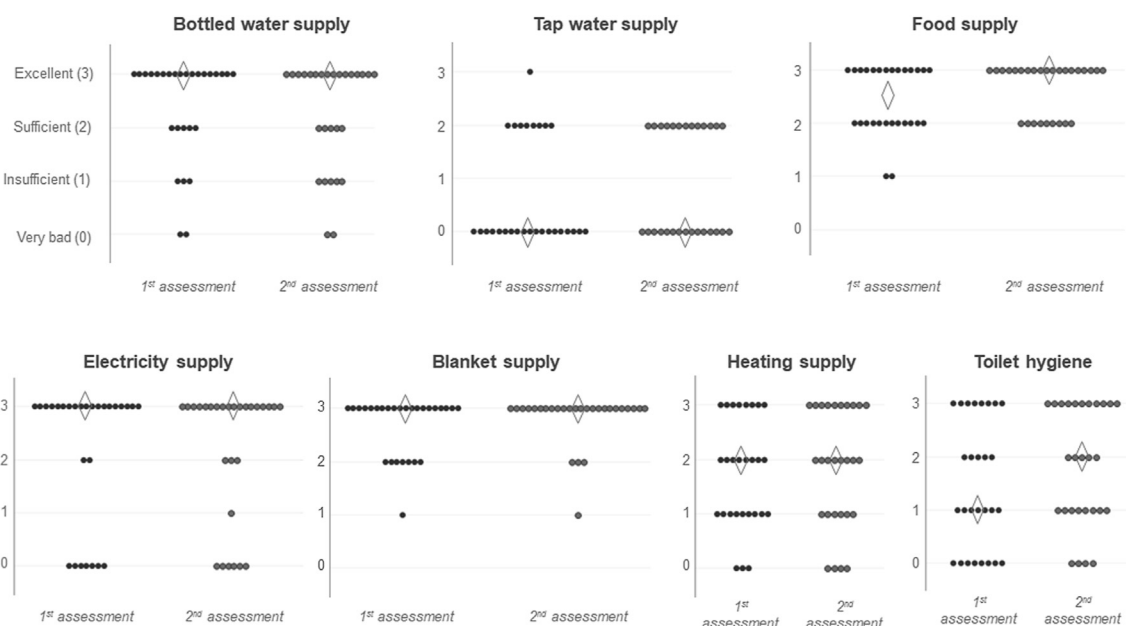 Bottled water supply Tap water supply Food supply
Excellent (3) 3 3
Sufficient (2) 2 2
Insufficient (1) 1 1
Very bad (0) 0 0
1st assessment 2nd assessment 1st assessment 2nd assessment 1st assessment 2nd assessment
Electricity supply Blanket supply Heating supply Toilet hygiene
3 3 3 3
2 2 2 2
1 1 1 1
0 0 0 0
1st assessment 2nd assessment 1st assessment 2nd assessment 1st assessment 2nd assessment 1st assessment 2nd assessment